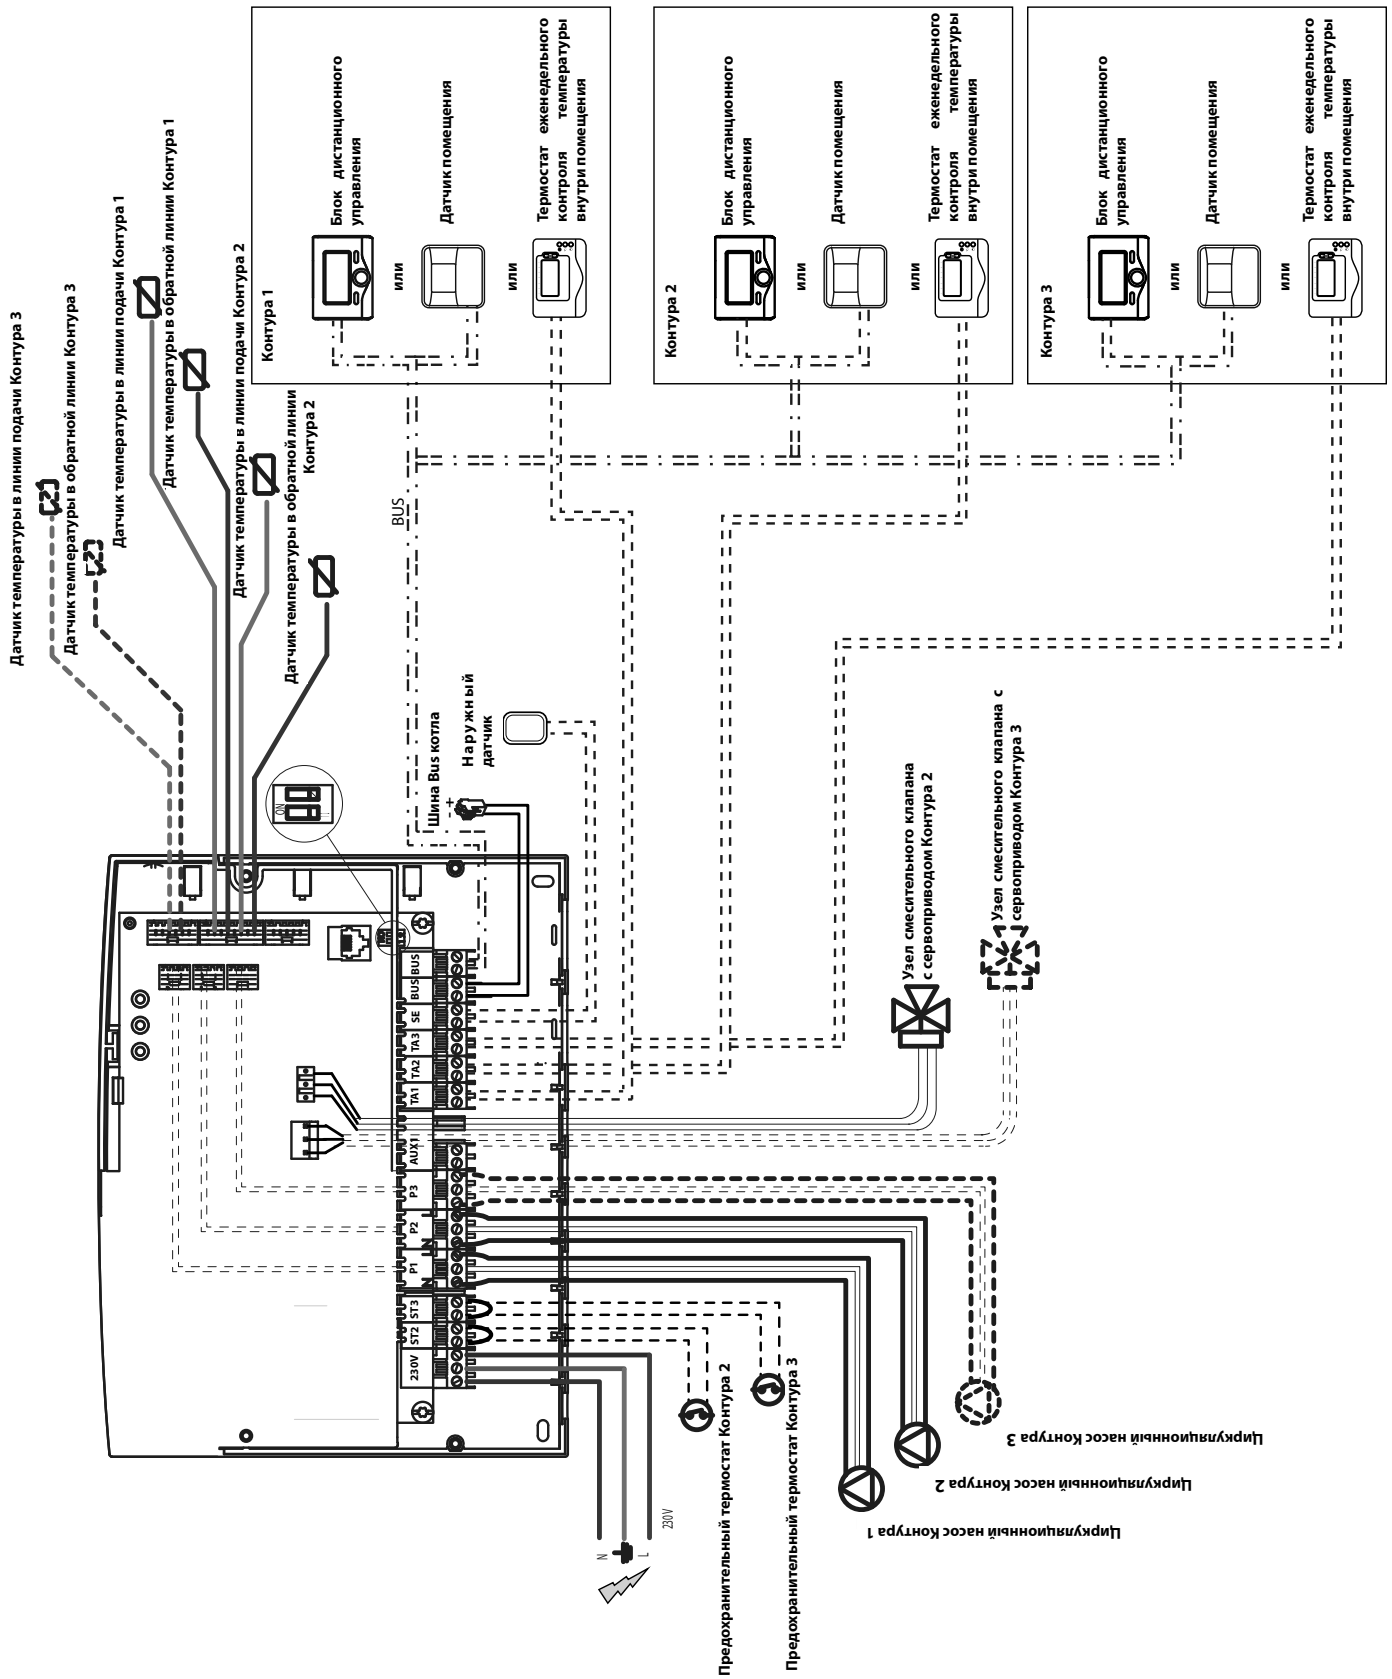 Датчик температуры в линии подачи Контура 3
Датчик температуры в обратной линии Контура 3
Датчик температуры в линии подачи Контура 1
Датчик температуры в обратной линии Контура 1
Датчик температуры в линии подачи Контура 2
Датчик температуры в обратной линии
Контура 2
Контура 1
Блок дистанционного
управления
или
Датчик помещения
или
Термостат еженедельного
контроля температуры
внутри помещения
Контура 2
Блок дистанционного
управления
или
Датчик помещения
или
Термостат еженедельного
контроля температуры
внутри помещения
Контура 3
Блок дистанционного
управления
или
Датчик помещения
или
Термостат еженедельного
контроля температуры
внутри помещения
BUS
Шина Bus котла
+
-
Наружный
датчик
ON
ON
BUS
BUS
SE
TA3
TA2
TA1
AUX1
P3
P2
P1
ST3
ST2
230V
N
L
N
L
Узел смесительного клапана
с сервоприводом Контура 2
Узел смесительного клапана с
сервоприводом Контура 3
N
L
230V
Предохранительный термостат Контура 2
Предохранительный термостат Контура 3
Циркуляционный насос Контура 1
Циркуляционный насос Контура 2
Циркуляционный насос Контура 3